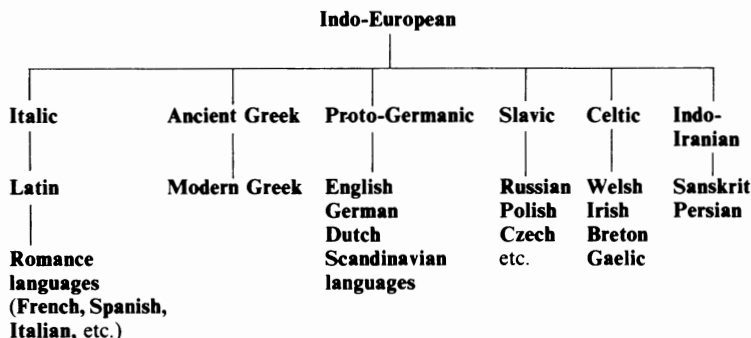 Indo-European
Italic Ancient Greek Proto-Germanic Slavic Celtic Indo-
Iranian
Latin Modern Greek English Russian Welsh Sanskrit
German Polish Irish Persian
Dutch Czech Breton
Romance Scandinavian etc. Gaelic
languages languages
(French, Spanish,
Italian, etc.)